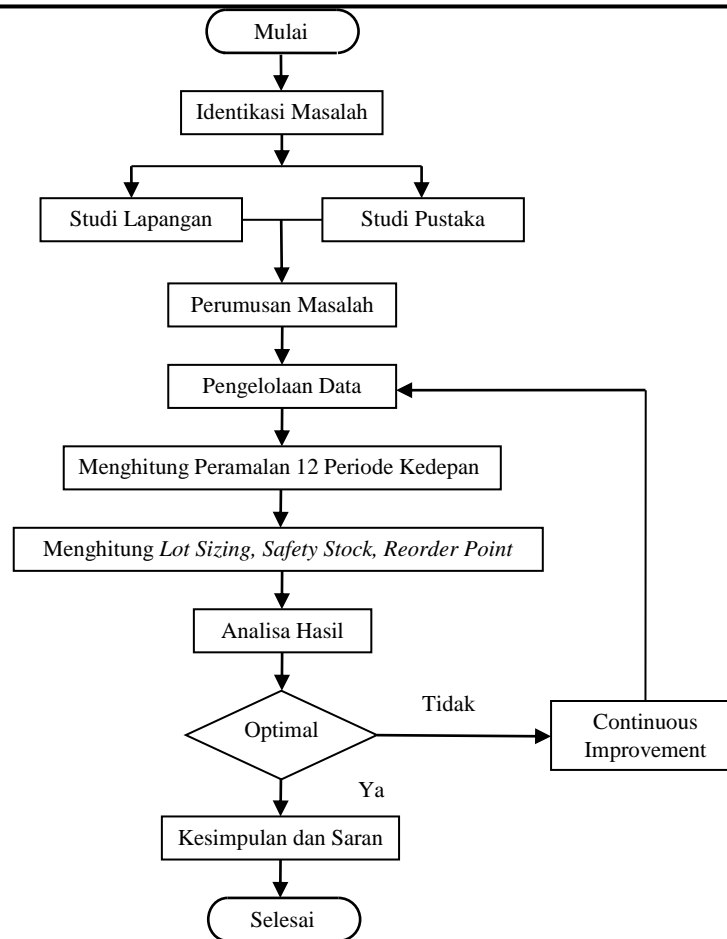 Mulai
Identikasi Masalah
Studi Lapangan
Studi Pustaka
Perumusan Masalah
Pengelolaan Data
Menghitung Peramalan 12 Periode Kedepan
Menghitung Lot Sizing, Safety Stock, Reorder Point
Analisa Hasil
Optimal
Tidak
Continuous
Improvement
Ya
Kesimpulan dan Saran
Selesai